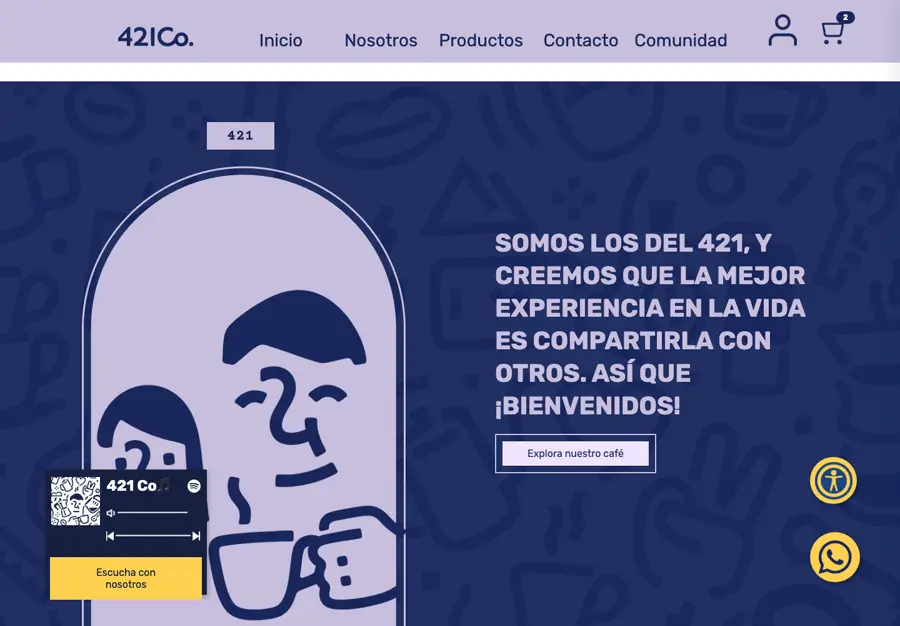 421Co.
Inicio
Nosotros
Productos
Contacto
Comunidad
2
421
SOMOS LOS DEL 421, Y
CREEMOS QUE LA MEJOR
EXPERIENCIA EN LA VIDA
ES COMPARTIRLA CON
OTROS. ASÍ QUE
¡BIENVENIDOS!
Explora nuestro café
421 Co🎵
Escucha con
nosotros